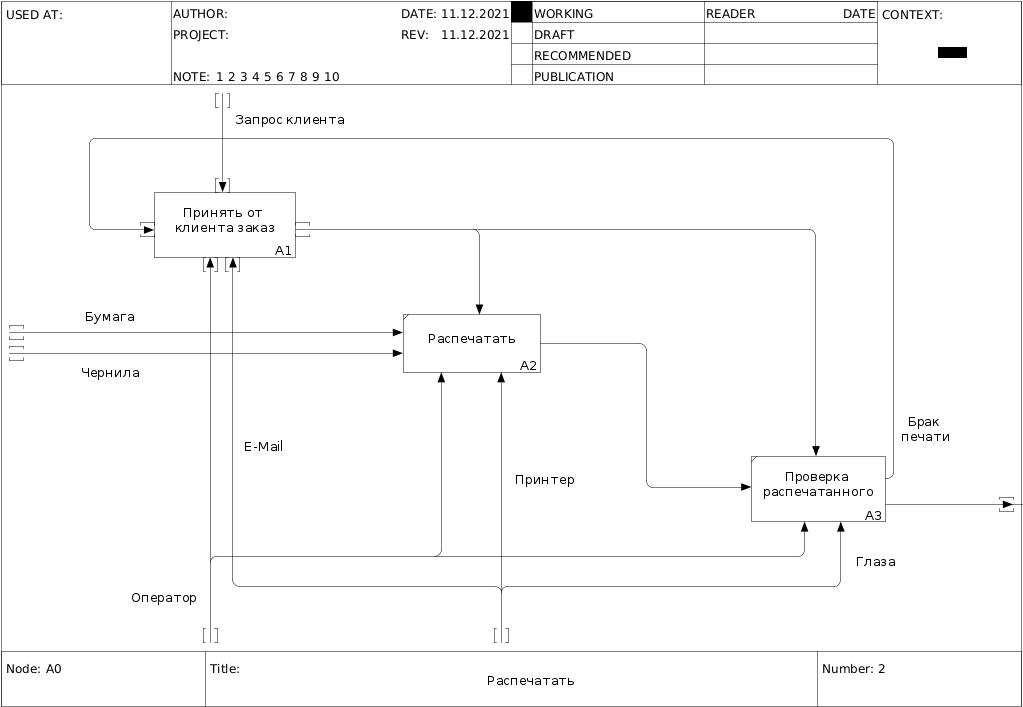 USED AT:
AUTHOR:
DATE: 11.12.2021
WORKING
READER
DATE
CONTEXT:
PROJECT:
REV: 11.12.2021
DRAFT
RECOMMENDED
NOTE: 1 2 3 4 5 6 7 8 9 10
PUBLICATION
Запрос клиента
Принять от
клиента заказ
A1
Бумага
Распечатать
A2
Чернила
Брак
печати
E-Mail
Принтер
Проверка
распечатанного
A3
Глаза
Оператор
Node: A0
Title:
Распечатать
Number: 2